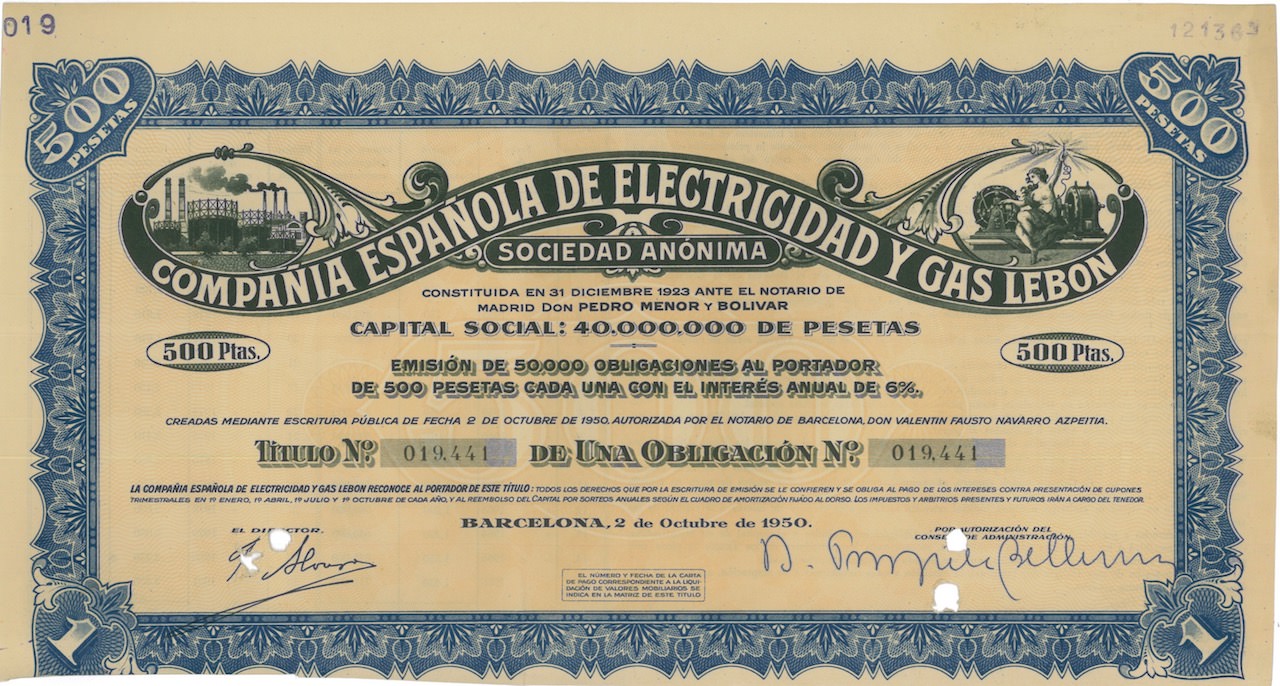 019
121363
500 PESETAS
500 PESETAS
COMPAÑIA ESPAÑOLA DE ELECTRICIDAD Y GAS LEBON
SOCIEDAD ANÓNIMA
CONSTITUIDA EN 31 DICIEMBRE 1923 ANTE EL NOTARIO DE
MADRID DON PEDRO MENOR Y BOLIVAR
CAPITAL SOCIAL: 40.000,000 DE PESETAS
500 Ptas.
500 Ptas.
EMISIÓN DE 50.000 OBLIGACIONES AL PORTADOR
DE 500 PESETAS CADA UNA CON EL INTERÉS ANUAL DE 6%.
CREADAS MEDIANTE ESCRITURA PÚBLICA DE FECHA 2 DE OCTUBRE DE 1950, AUTORIZADA POR EL NOTARIO DE BARCELONA, DON VALENTIN FAUSTO NAVARRO AZPEITIA.
TÍTULO Nº. 019,441 DE UNA OBLIGACIÓN Nº. 019,441
LA COMPAÑIA ESPAÑOLA DE ELECTRICIDAD Y GAS LEBON RECONOCE AL PORTADOR DE ESTE TÍTULO: TODOS LOS DERECHOS QUE POR LA ESCRITURA DE EMISIÓN SE LE CONFIEREN Y SE OBLIGA AL PAGO DE LOS INTERESES CONTRA PRESENTACIÓN DE CUPONES
TRIMESTRALES EN 1º ENERO, 1º ABRIL, 1º JULIO Y 1º OCTUBRE DE CADA AÑO, Y AL REEMBOLSO DEL CAPITAL POR SORTEOS ANUALES SEGÚN EL CUADRO DE AMORTIZACIÓN FIJADO AL DORSO. LOS IMPUESTOS Y ARBITRIOS PRESENTES Y FUTUROS IRÁN A CARGO DEL TENEDOR.
BARCELONA, 2 de Octubre de 1950.
EL DIRECTOR.
POR AUTORIZACIÓN DEL
CONSEJO DE ADMINISTRACIÓN,
EL NÚMERO Y FECHA DE LA CARTA
DE PAGO CORRESPONDIENTE A LA LIQUI-
DACIÓN DE VALORES MOBILIARIOS SE
INDICA EN LA MATRIZ DE ESTE TÍTULO
1
1